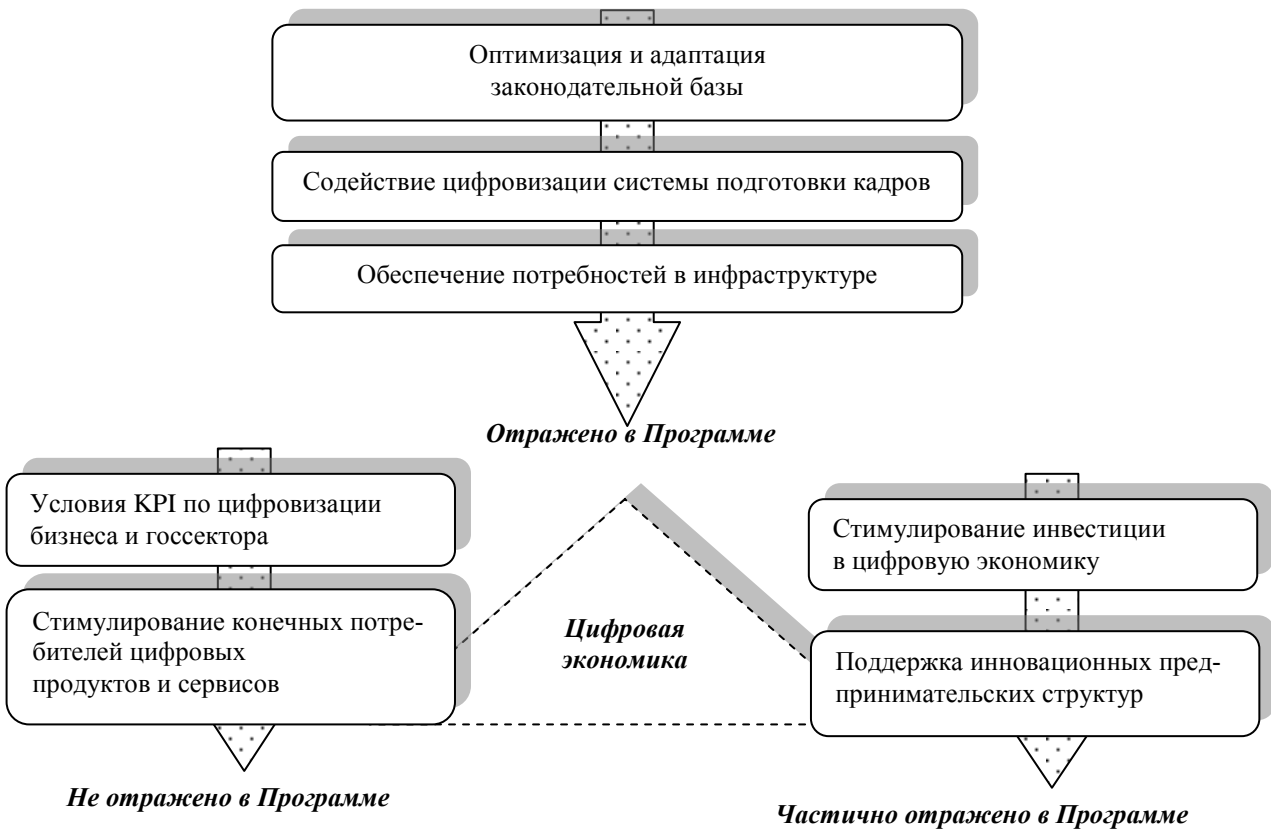 Оптимизация и адаптация
законодательной базы
Содействие цифровизации системы подготовки кадров
Обеспечение потребностей в инфраструктуре
Отражено в Программе
Условия KPI по цифровизации
бизнеса и госсектора
Стимулирование конечных потре-
бителей цифровых
продуктов и сервисов
Не отражено в Программе
Цифровая
экономика
Стимулирование инвестиции
в цифровую экономику
Поддержка инновационных пред-
принимательских структур
Частично отражено в Программе